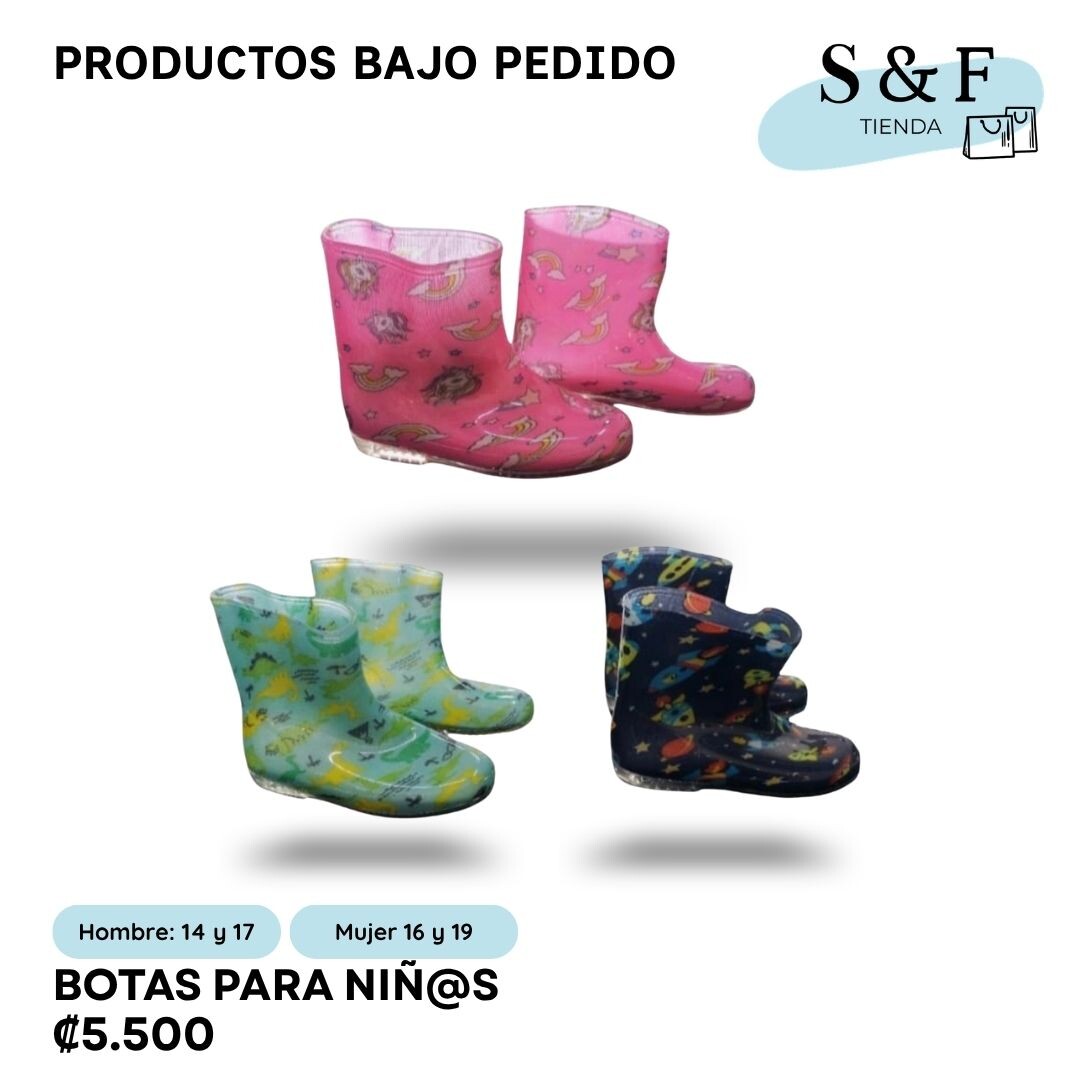 PRODUCTOS BAJO PEDIDO
S & F
TIENDA
Hombre: 14 y 17
Mujer 16 y 19
BOTAS PARA NIÑ@S
₡5.500